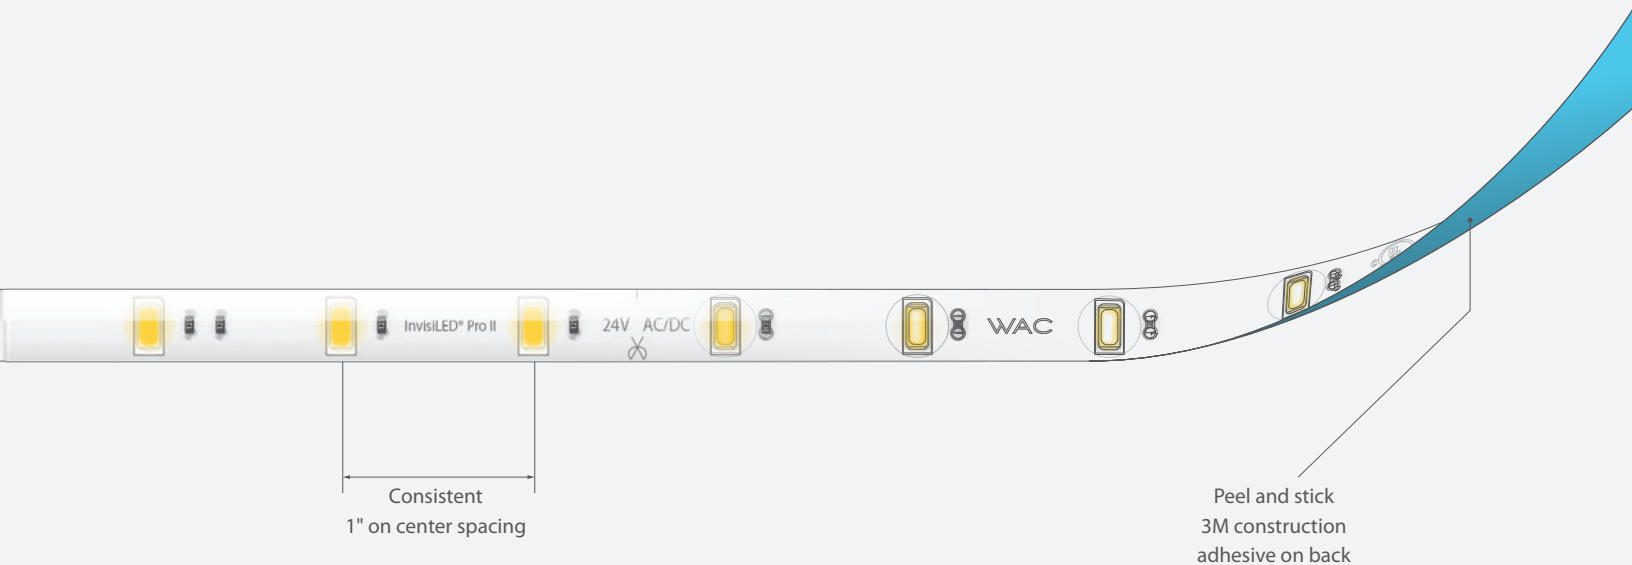 InvisiLED® Pro II
24V AC/DC
WAC
Consistent
1" on center spacing
Peel and stick
3M construction
adhesive on back